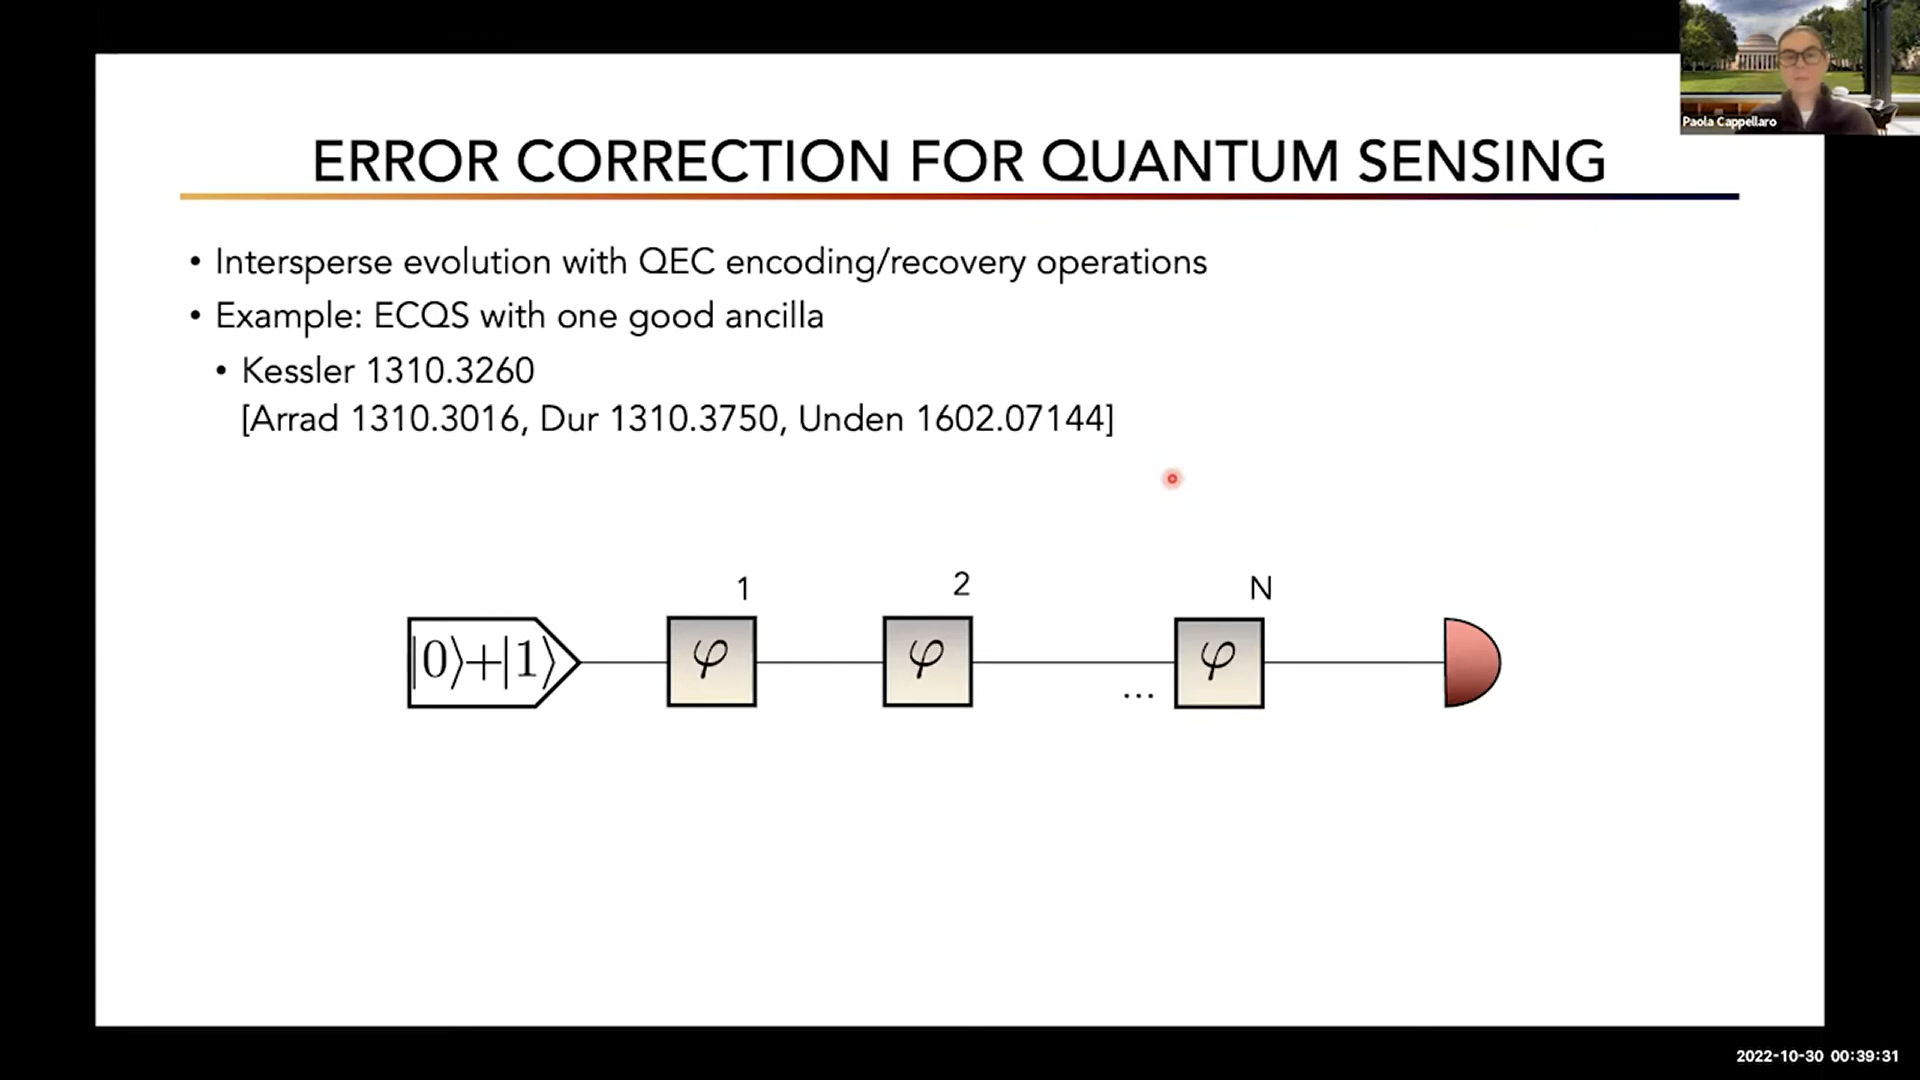 Paola Cappellaro
ERROR CORRECTION FOR QUANTUM SENSING
• Intersperse evolution with QEC encoding/recovery operations
• Example: ECQS with one good ancilla
• Kessler 1310.3260
[Arrad 1310.3016, Dur 1310.3750, Unden 1602.07144]
1 2 N
|0⟩+|1⟩ φ φ ... φ
2022-10-30 00:39:31